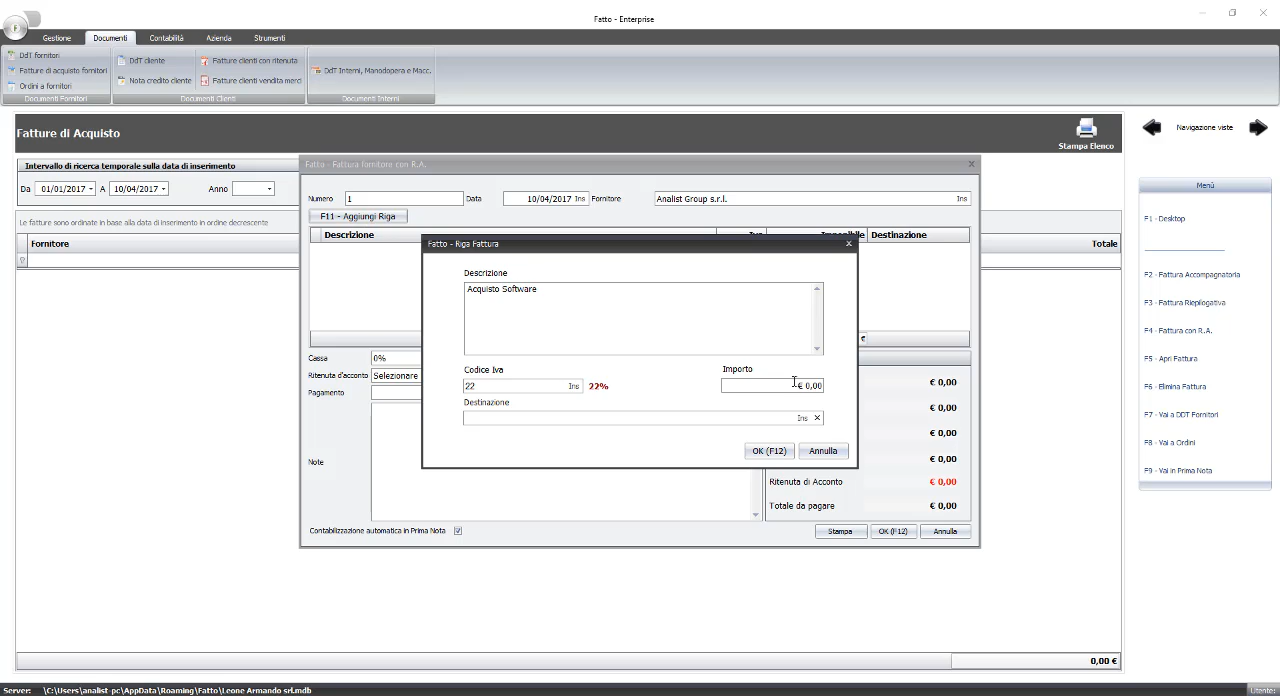 Fatto - Enterprise
F
Gestione Documenti Contabilità Azienda Strumenti
DdT fornitori
Fatture di acquisto fornitori
Ordini a fornitori
Documenti Fornitori
DdT cliente
Nota credito cliente
Fatture clienti con ritenuta
Fatture clienti vendita merci
Documenti Clienti
DdT Interni, Manodopera e Macc.
Documenti Interni
Fatture di Acquisto
Stampa Elenco
Navigazione viste
Intervallo di ricerca temporale sulla data di inserimento
Da 01/01/2017 A 10/04/2017 Anno
Le fatture sono ordinate in base alla data di inserimento in ordine decrescente
Fornitore
Totale
0,00 €
Fatto - Fattura fornitore con R.A.
Numero 1 Data 10/04/2017 Ins Fornitore Analist Group s.r.l. Ins
F11 - Aggiungi Riga
Descrizione Iva Imponibile Destinazione
€
Cassa 0%
Ritenuta d'acconto Selezionare
Pagamento
Note
€ 0,00
€ 0,00
€ 0,00
€ 0,00
Ritenuta di Acconto € 0,00
Totale da pagare € 0,00
Contabilizzazione automatica in Prima Nota
Stampa OK (F12) Annulla
Fatto - Riga Fattura
Descrizione
Acquisto Software
Codice Iva Importo
22 Ins 22% € 0,00
Destinazione
Ins
OK (F12) Annulla
Menù
F1 - Desktop
F2 - Fattura Accompagnatoria
F3 - Fattura Riepilogativa
F4 - Fattura con R.A.
F5 - Apri Fattura
F6 - Elimina Fattura
F7 - Vai a DDT Fornitori
F8 - Vai a Ordini
F9 - Vai in Prima Nota
Server: \C:\Users\analist-pc\AppData\Roaming\Fatto\Leone Armando srl.mdb
Utente: